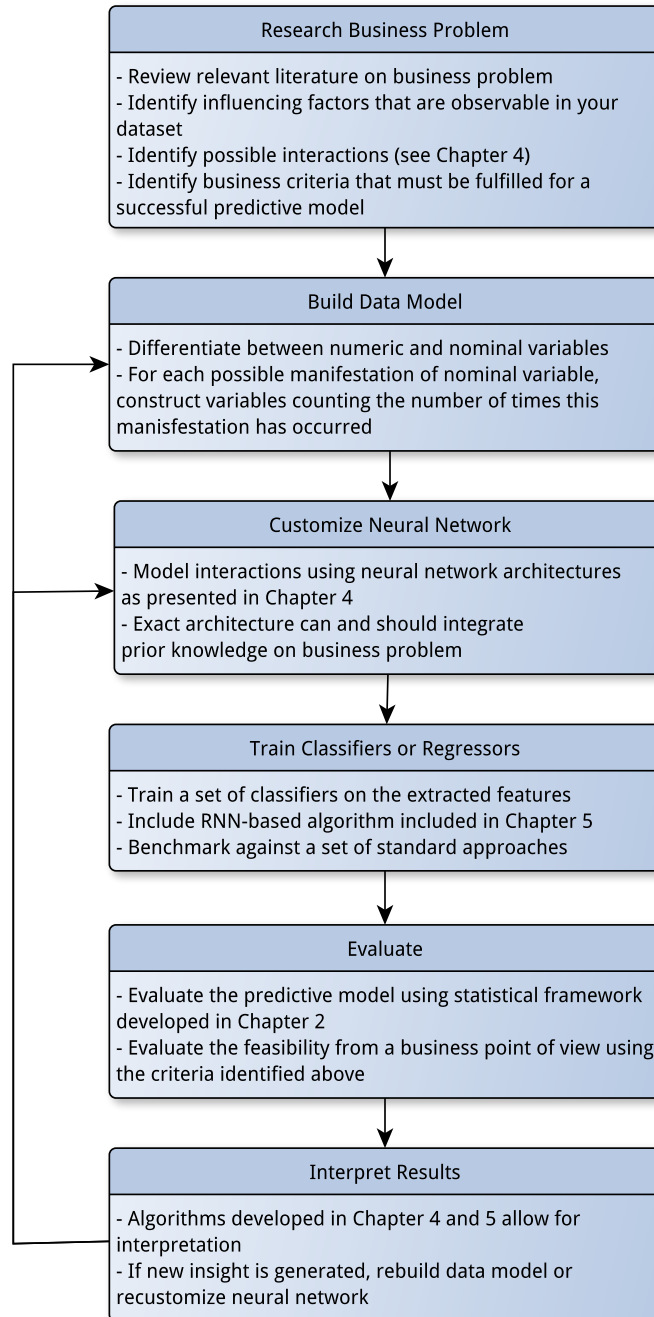 Research Business Problem
- Review relevant literature on business problem
- Identify influencing factors that are observable in your
dataset
- Identify possible interactions (see Chapter 4)
- Identify business criteria that must be fulfilled for a
successful predictive model
Build Data Model
- Differentiate between numeric and nominal variables
- For each possible manifestation of nominal variable,
construct variables counting the number of times this
manisfestation has occurred
Customize Neural Network
- Model interactions using neural network architectures
as presented in Chapter 4
- Exact architecture can and should integrate
prior knowledge on business problem
Train Classifiers or Regressors
- Train a set of classifiers on the extracted features
- Include RNN-based algorithm included in Chapter 5
- Benchmark against a set of standard approaches
Evaluate
- Evaluate the predictive model using statistical framework
developed in Chapter 2
- Evaluate the feasibility from a business point of view using
the criteria identified above
Interpret Results
- Algorithms developed in Chapter 4 and 5 allow for
interpretation
- If new insight is generated, rebuild data model or
recustomize neural network